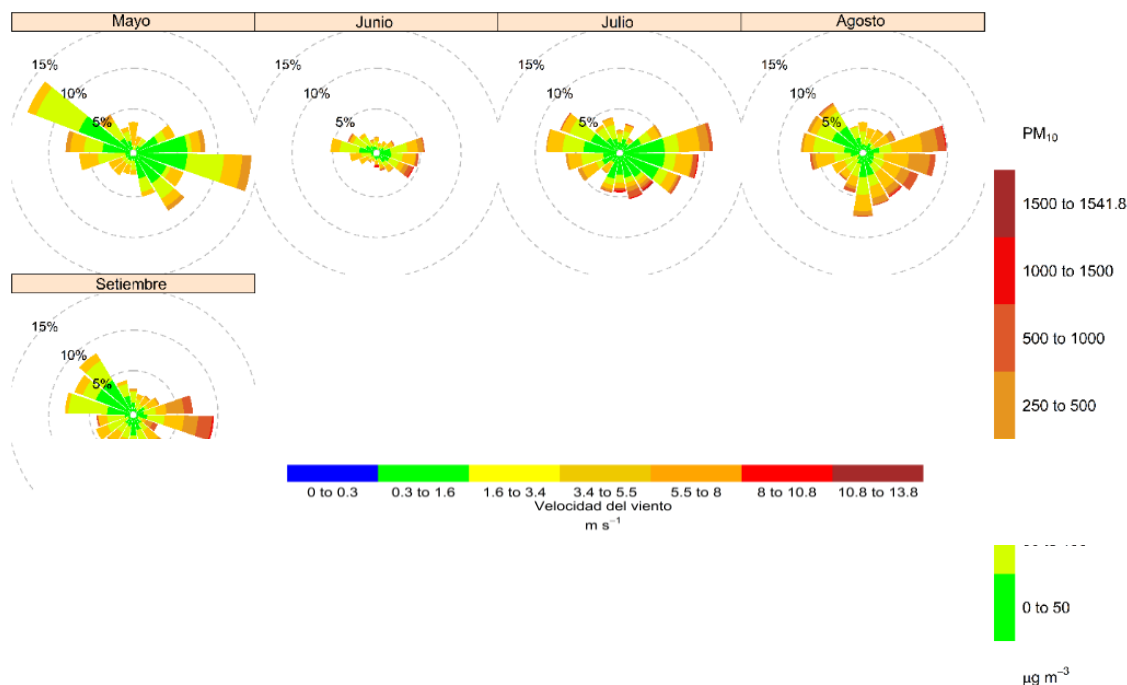 Mayo
Junio
Julio
Agosto
15%
10%
5%
15%
10%
5%
15%
10%
5%
15%
10%
5%
PM10
1500 to 1541.8
1000 to 1500
500 to 1000
250 to 500
Setiembre
15%
10%
5%
0 to 0.3
0.3 to 1.6
1.6 to 3.4
3.4 to 5.5
5.5 to 8
8 to 10.8
10.8 to 13.8
Velocidad del viento
m s−1
0 to 50
μg m−3